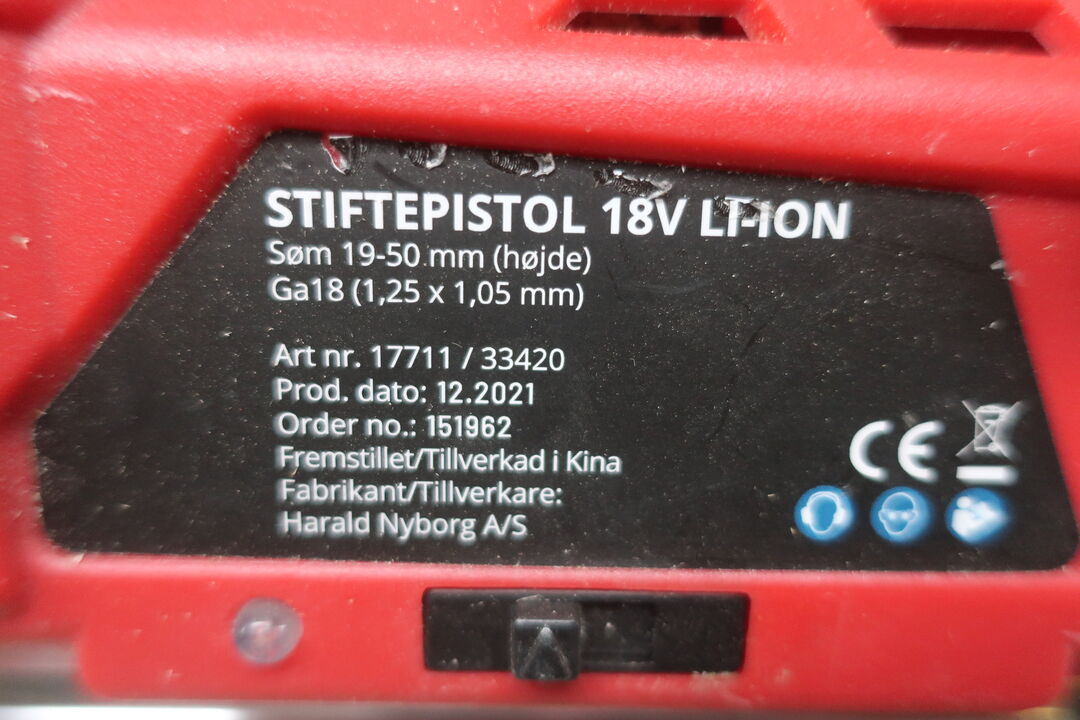 STIFTEPISTOL 18V LI-ION
Søm 19-50 mm (højde)
Ga18 (1,25 x 1,05 mm)
Art nr. 17711 / 33420
Prod. dato: 12.2021
Order no.: 151962
Fremstillet/Tillverkad i Kina
Fabrikant/Tillverkare:
Harald Nyborg A/S
CE